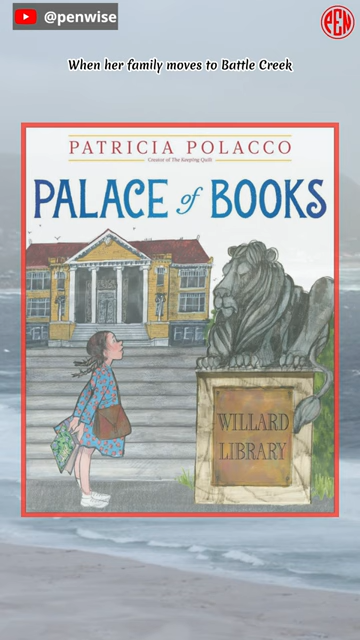 @penwise
PEN
When her family moves to Battle Creek
PATRICIA POLACCO
Creator of The Keeping Quilt
PALACE of BOOKS
WILLARD
LIBRARY